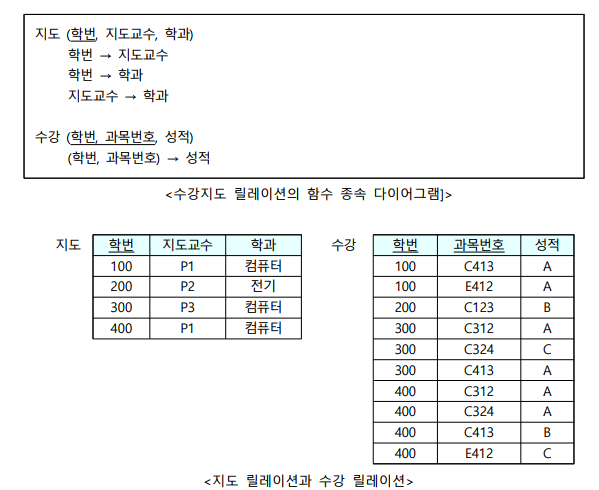 지도 (학번, 지도교수, 학과)
학번 → 지도교수
학번 → 학과
지도교수 → 학과
수강 (학번, 과목번호, 성적)
(학번, 과목번호) → 성적
<수강지도 릴레이션의 함수 종속 다이어그램]>
지도
학번 지도교수 학과
100 P1 컴퓨터
200 P2 전기
300 P3 컴퓨터
400 P1 컴퓨터
수강
학번 과목번호 성적
100 C413 A
100 E412 A
200 C123 B
300 C312 A
300 C324 C
300 C413 A
400 C312 A
400 C324 A
400 C413 B
400 E412 C
<지도 릴레이션과 수강 릴레이션>